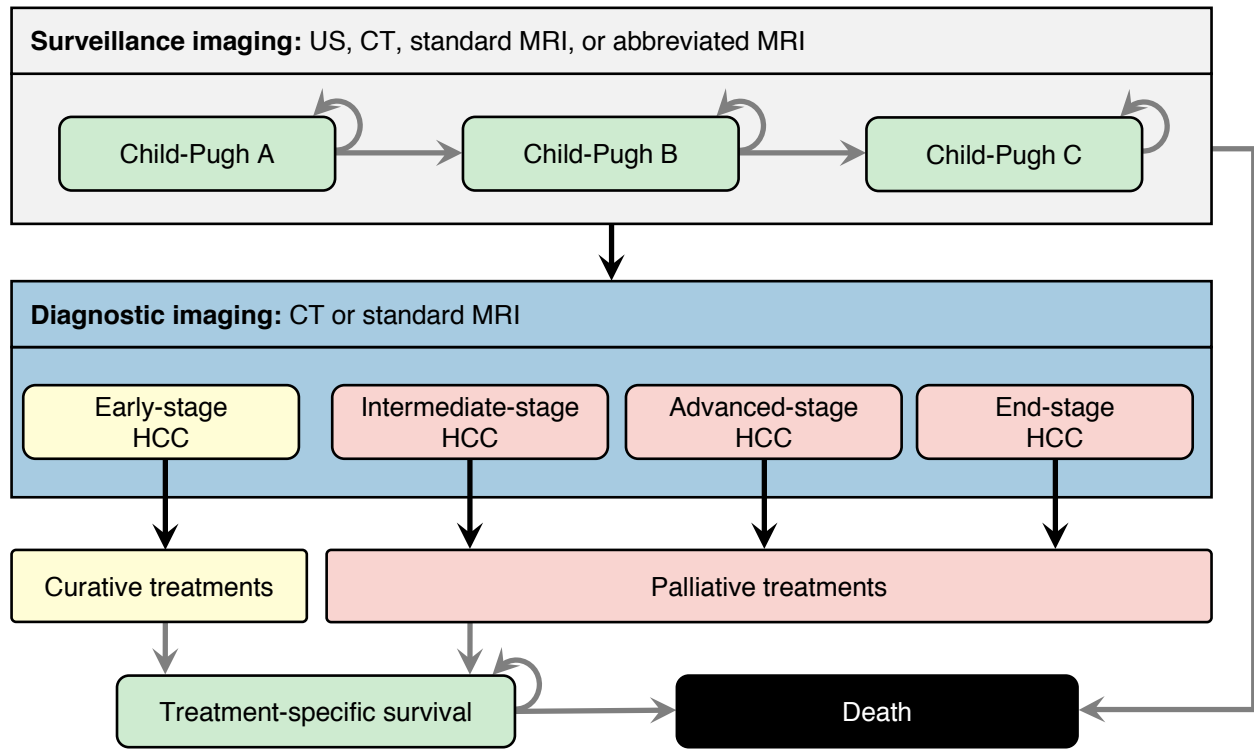 Surveillance imaging: US, CT, standard MRI, or abbreviated MRI
Child-Pugh A
Child-Pugh B
Child-Pugh C
Diagnostic imaging: CT or standard MRI
Early-stage
HCC
Intermediate-stage
HCC
Advanced-stage
HCC
End-stage
HCC
Curative treatments
Palliative treatments
Treatment-specific survival
Death